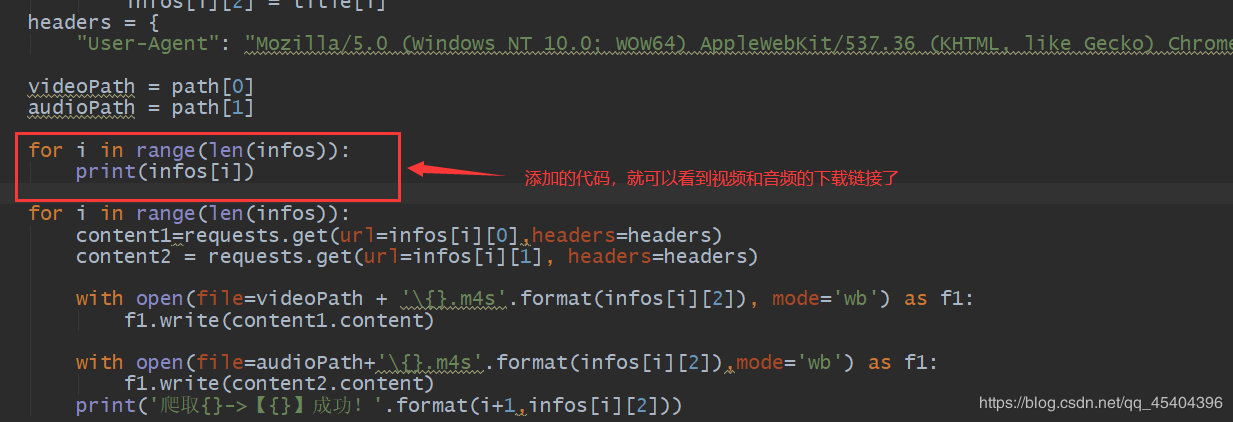 infos[i][2] = title[i]
headers = {
"User-Agent": "Mozilla/5.0 (Windows NT 10.0; WOW64) AppleWebKit/537.36 (KHTML, like Gecko) Chrome
videoPath = path[0]
audioPath = path[1]
for i in range(len(infos)):
print(infos[i])
添加的代码，就可以看到视频和音频的下载链接了
for i in range(len(infos)):
content1=requests.get(url=infos[i][0],headers=headers)
content2 = requests.get(url=infos[i][1], headers=headers)
with open(file=videoPath + '\{}.m4s'.format(infos[i][2]), mode='wb') as f1:
f1.write(content1.content)
with open(file=audioPath+'\{}.m4s'.format(infos[i][2]),mode='wb') as f1:
f1.write(content2.content)
print('爬取{}->【{}】成功！'.format(i+1,infos[i][2]))
https://blog.csdn.net/qq_45404396